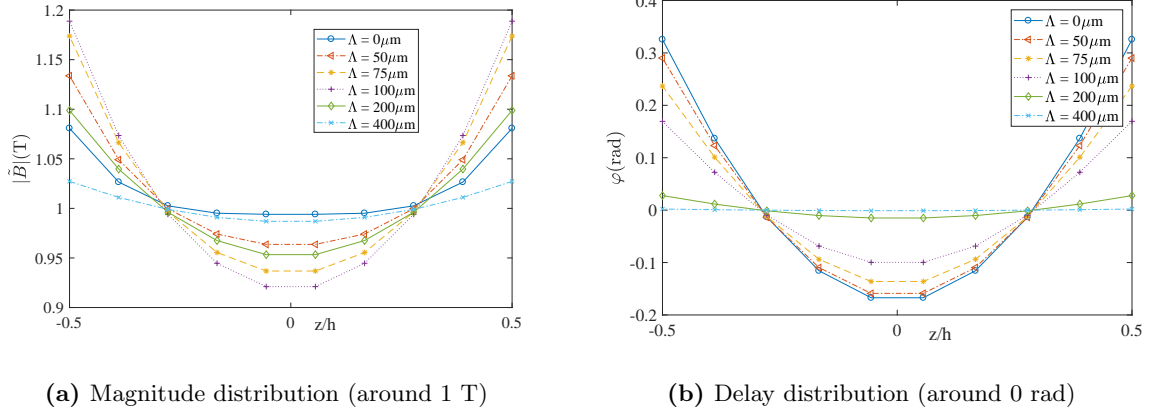 1.2
1.15
1.1
1.05
1
0.95
0.9
|B̃|(T)
-0.5
0
0.5
z/h
Λ = 0μm
Λ = 50μm
Λ = 75μm
Λ = 100μm
Λ = 200μm
Λ = 400μm
(a) Magnitude distribution (around 1 T)
0.4
0.3
0.2
0.1
0
-0.1
-0.2
φ(rad)
-0.5
0
0.5
z/h
Λ = 0μm
Λ = 50μm
Λ = 75μm
Λ = 100μm
Λ = 200μm
Λ = 400μm
(b) Delay distribution (around 0 rad)